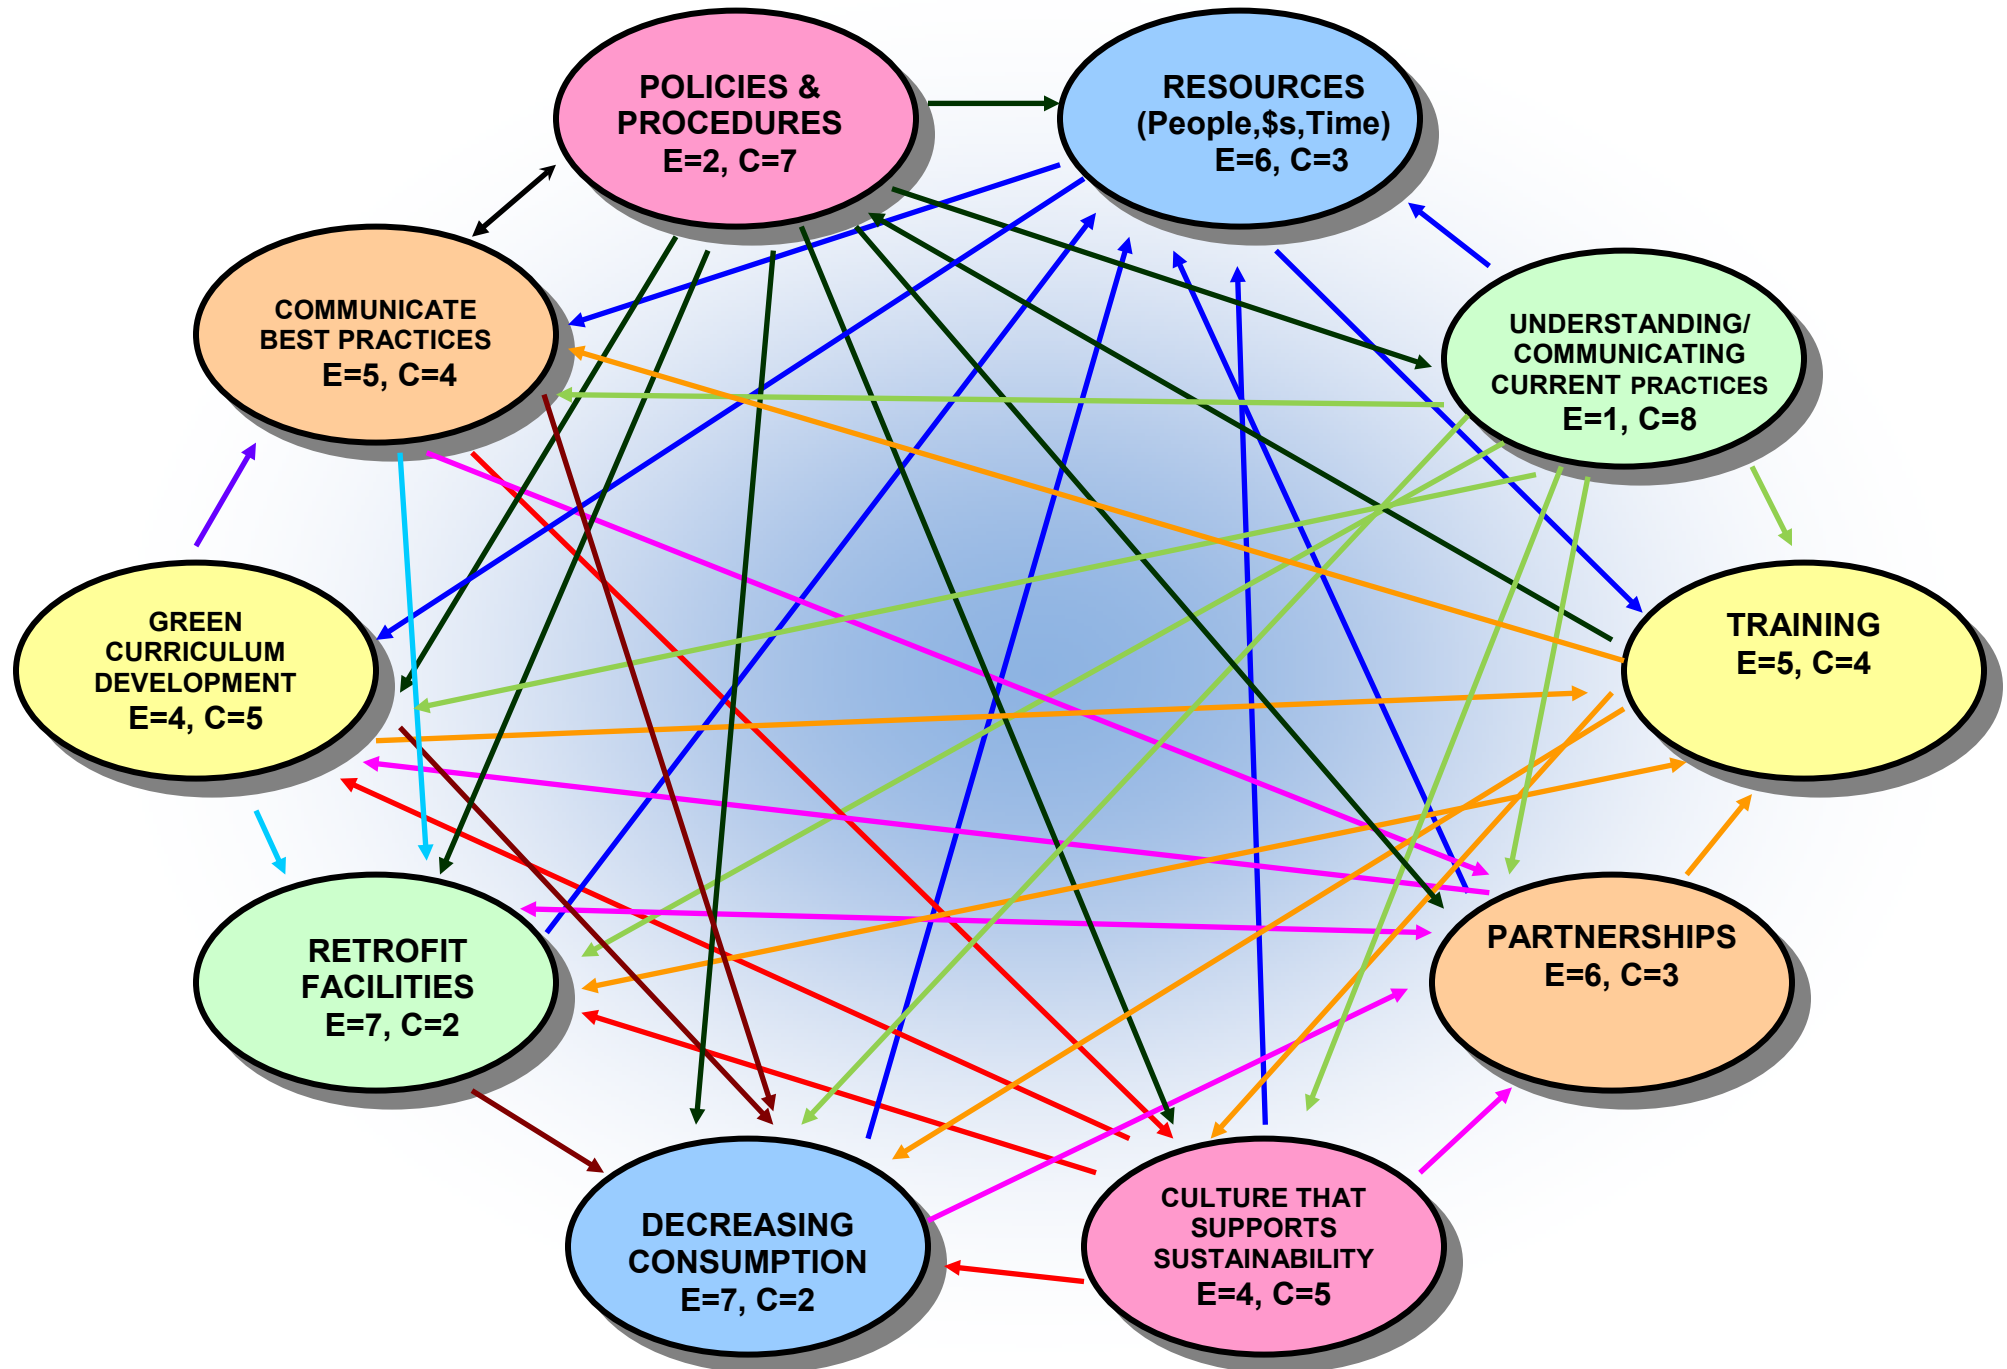 POLICIES &
PROCEDURES
E=2, C=7
RESOURCES
(People,$s,Time)
E=6, C=3
COMMUNICATE
BEST PRACTICES
E=5, C=4
UNDERSTANDING/
COMMUNICATING
CURRENT PRACTICES
E=1, C=8
GREEN
CURRICULUM
DEVELOPMENT
E=4, C=5
TRAINING
E=5, C=4
RETROFIT
FACILITIES
E=7, C=2
PARTNERSHIPS
E=6, C=3
DECREASING
CONSUMPTION
E=7, C=2
CULTURE THAT
SUPPORTS
SUSTAINABILITY
E=4, C=5